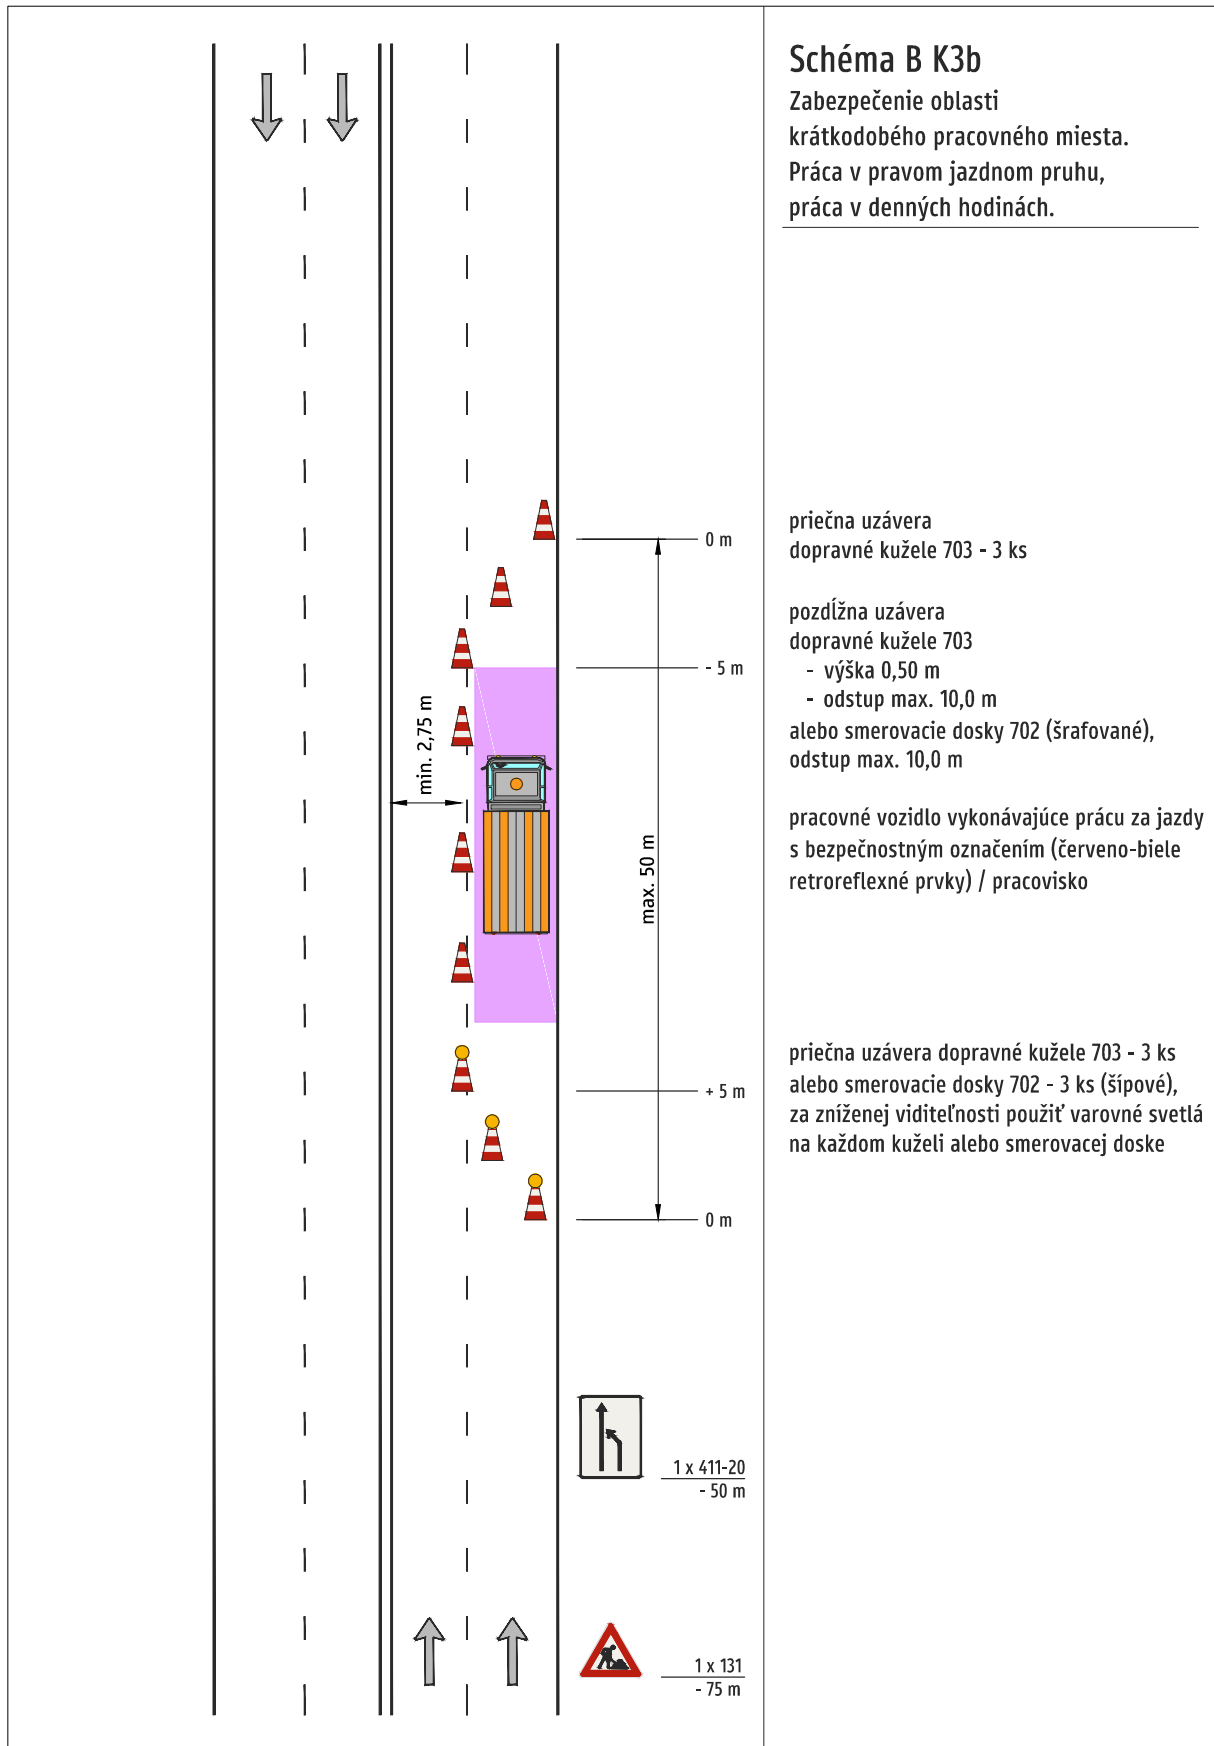 Schéma B K3b
Zabezpečenie oblasti
krátkodobého pracovného miesta.
Práca v pravom jazdnom pruhu,
práca v denných hodinách.
0 m
priečna uzávera
dopravné kužele 703 - 3 ks
- 5 m
pozdĺžna uzávera
dopravné kužele 703
- výška 0,50 m
- odstup max. 10,0 m
alebo smerovacie dosky 702 (šrafované),
odstup max. 10,0 m
min. 2,75 m
max. 50 m
pracovné vozidlo vykonávajúce prácu za jazdy
s bezpečnostným označením (červeno-biele
retroreflexné prvky) / pracovisko
+ 5 m
priečna uzávera dopravné kužele 703 - 3 ks
alebo smerovacie dosky 702 - 3 ks (šípové),
za zníženej viditeľnosti použiť varovné svetlá
na každom kuželi alebo smerovacej doske
0 m
1 x 411-20
- 50 m
1 x 131
- 75 m